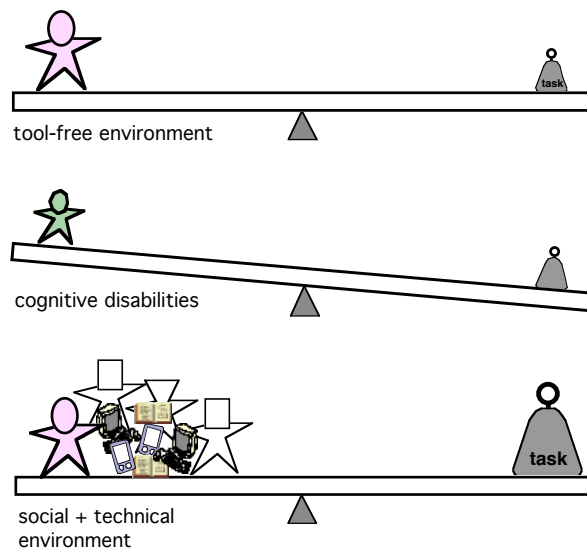 task
tool-free environment
cognitive disabilities
task
social + technical
environment